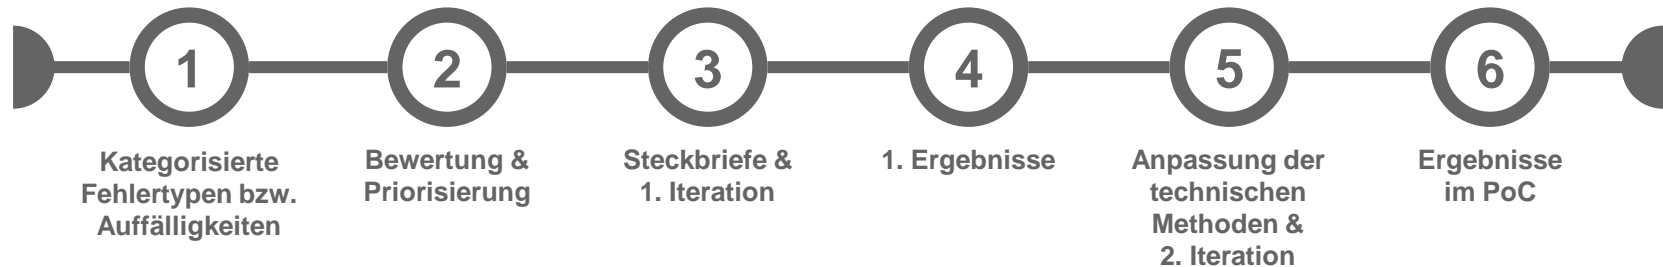 1
Kategorisierte
Fehlertypen bzw.
Auffälligkeiten
2
Bewertung &
Priorisierung
3
Steckbriefe &
1. Iteration
4
1. Ergebnisse
5
Anpassung der
technischen
Methoden &
2. Iteration
6
Ergebnisse
im PoC